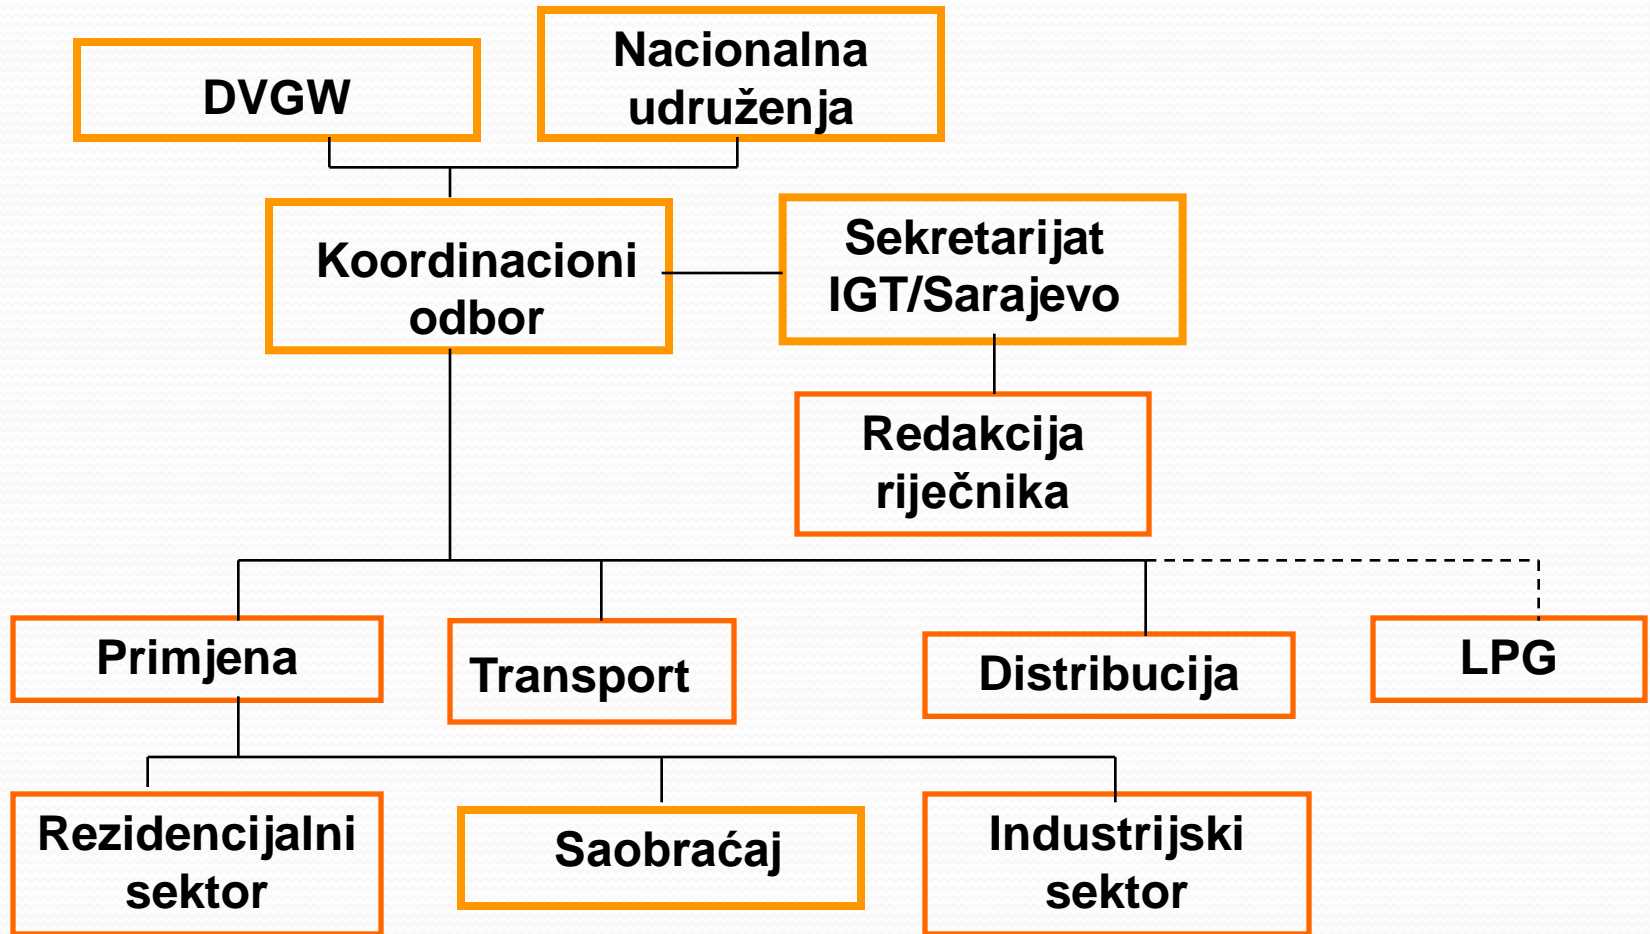 DVGW
Nacionalna
udruženja
Koordinacioni
odbor
Sekretarijat
IGT/Sarajevo
Redakcija
riječnika
Primjena
Transport
Distribucija
LPG
Rezidencijalni
sektor
Saobraćaj
Industrijski
sektor